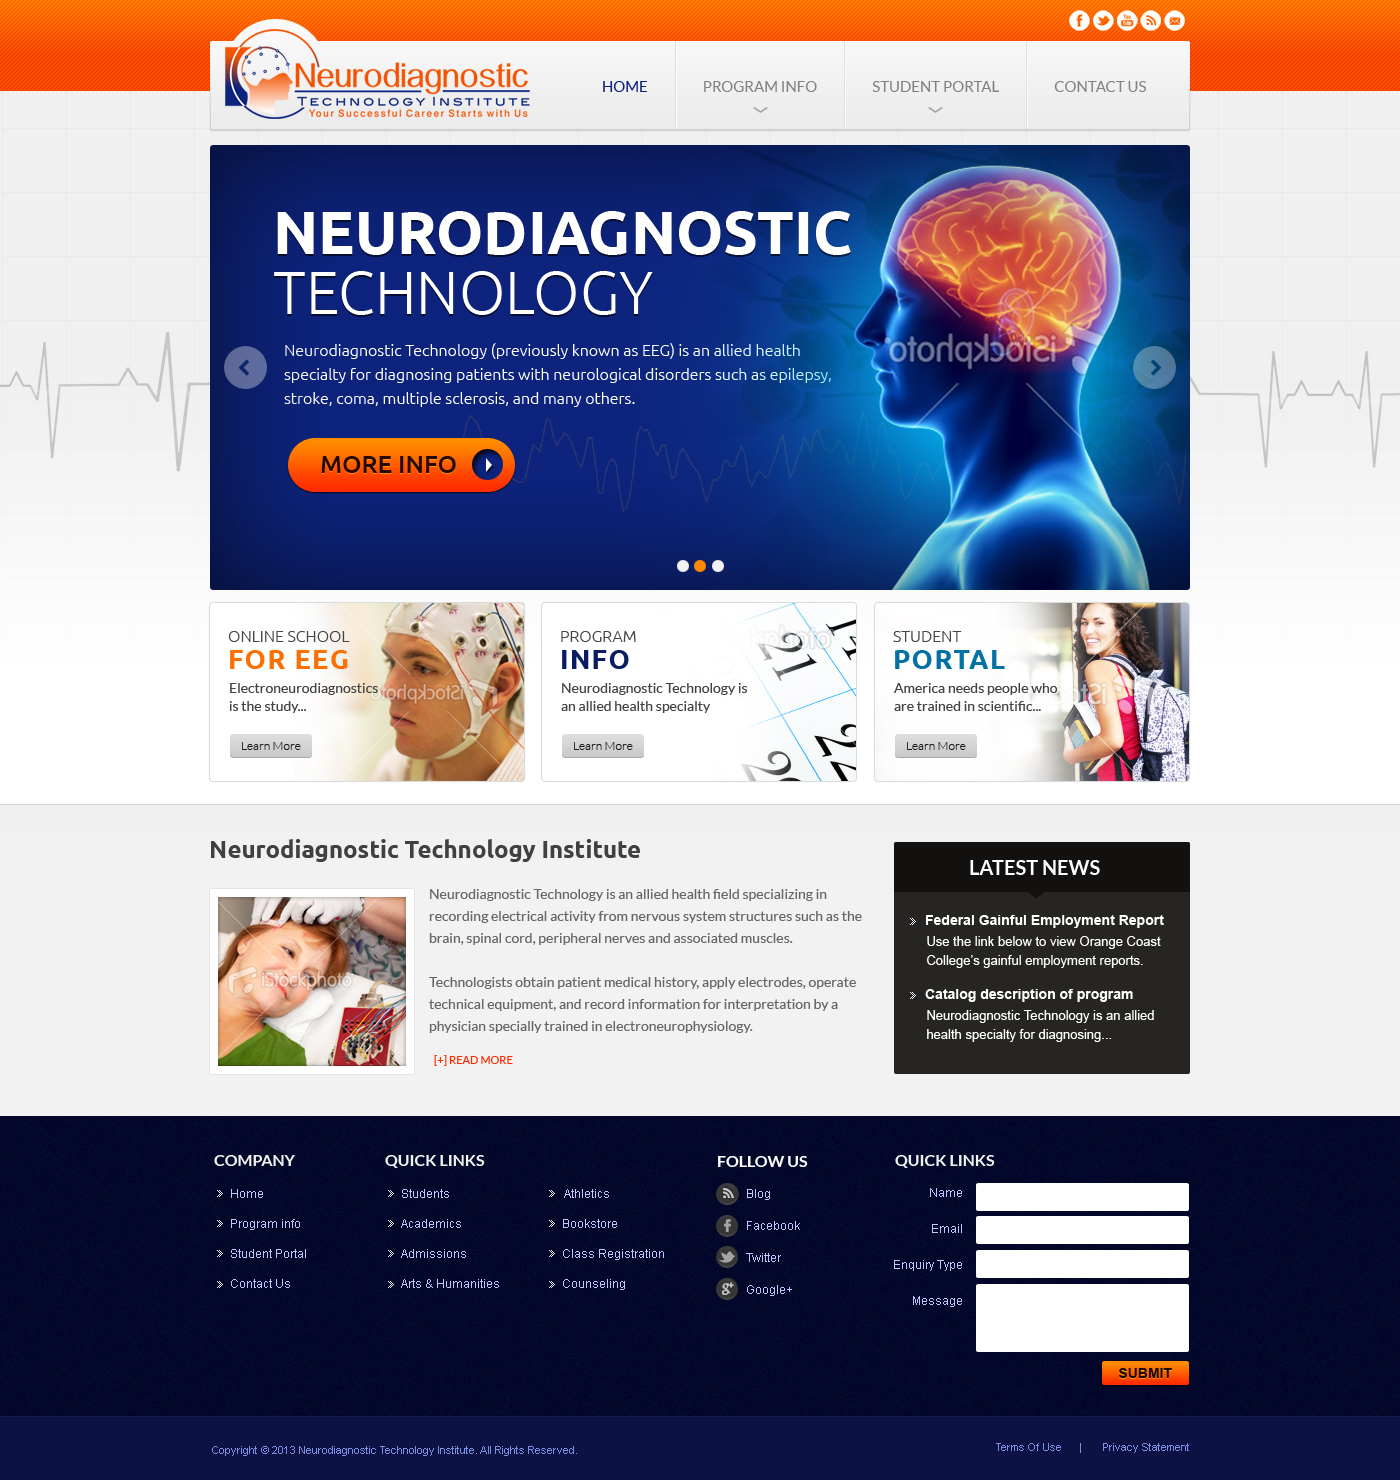 Neurodiagnostic
TECHNOLOGY INSTITUTE
Your Successful Career Starts with Us
HOME
PROGRAM INFO
STUDENT PORTAL
CONTACT US
NEURODIAGNOSTIC
TECHNOLOGY
Neurodiagnostic Technology (previously known as EEG) is an allied health
specialty for diagnosing patients with neurological disorders such as epilepsy,
stroke, coma, multiple sclerosis, and many others.
MORE INFO
iStockphoto
ONLINE SCHOOL
FOR EEG
Electroneurodiagnostics
is the study...
Learn More
iStockphoto
PROGRAM
INFO
Neurodiagnostic Technology is
an allied health specialty
Learn More
21
22
STUDENT
PORTAL
America needs people who
are trained in scientific...
Learn More
Neurodiagnostic Technology Institute
iStockphoto
Neurodiagnostic Technology is an allied health field specializing in
recording electrical activity from nervous system structures such as the
brain, spinal cord, peripheral nerves and associated muscles.
Technologists obtain patient medical history, apply electrodes, operate
technical equipment, and record information for interpretation by a
physician specially trained in electroneurophysiology.
[+] READ MORE
LATEST NEWS
Federal Gainful Employment Report
Use the link below to view Orange Coast
College's gainful employment reports.
Catalog description of program
Neurodiagnostic Technology is an allied
health specialty for diagnosing...
COMPANY
Home
Program info
Student Portal
Contact Us
QUICK LINKS
Students
Academics
Admissions
Arts & Humanities
Athletics
Bookstore
Class Registration
Counseling
FOLLOW US
Blog
Facebook
Twitter
Google+
QUICK LINKS
Name
Email
Enquiry Type
Message
SUBMIT
Copyright © 2013 Neurodiagnostic Technology Institute. All Rights Reserved.
Terms Of Use | Privacy Statement